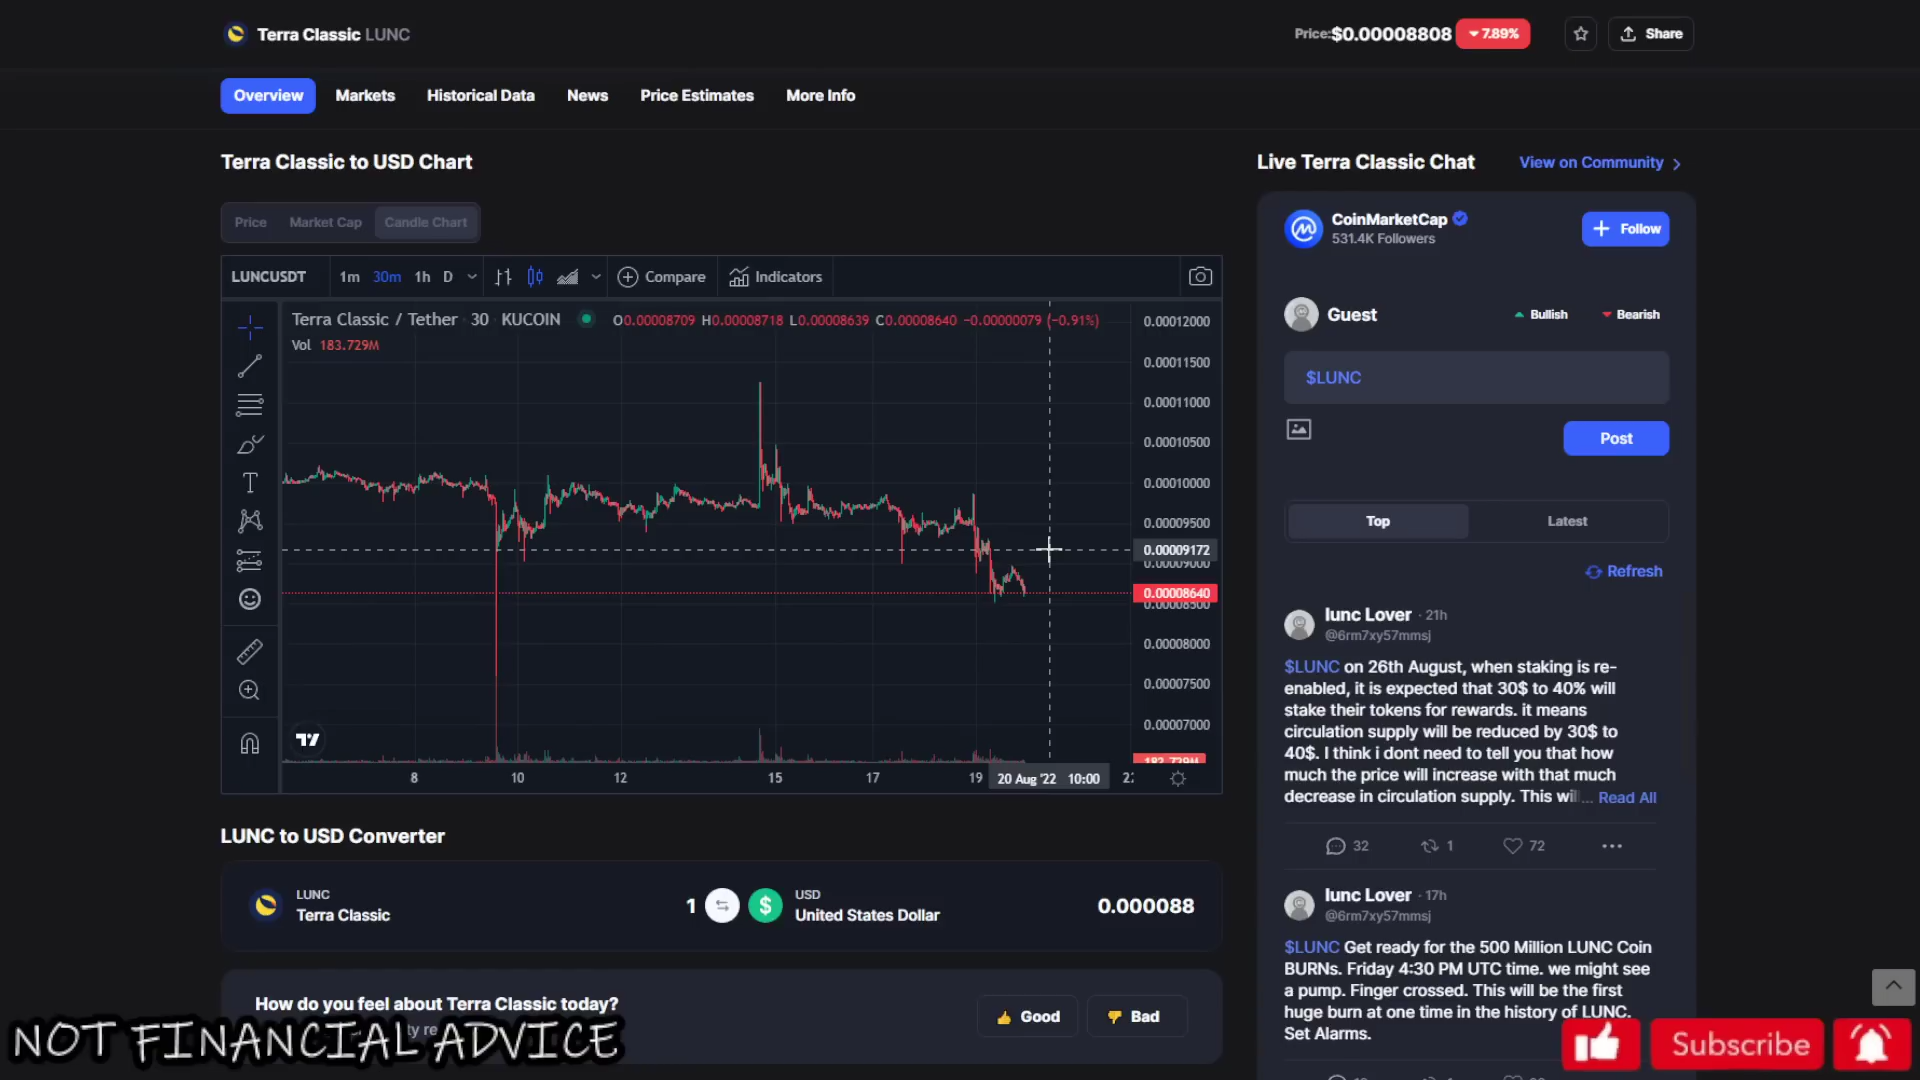 Terra Classic LUNC
Price:$0.00008808
7.89%
Share
Overview
Markets
Historical Data
News
Price Estimates
More Info
Terra Classic to USD Chart
Price
Market Cap
Candle Chart
LUNCUSDT
1m
30m
1h
D
Compare
Indicators
Terra Classic / Tether · 30 · KUCOIN
O0.00008709 H0.00008718 L0.00008639 C0.00008640 −0.00000079 (−0.91%)
Vol 183.729M
0.00012000
0.00011500
0.00011000
0.00010500
0.00010000
0.00009500
0.00009172
0.00009000
0.00008640
0.00008500
0.00008000
0.00007500
0.00007000
183.729M
8
10
12
15
17
19
20 Aug '22 10:00
LUNC to USD Converter
LUNC
Terra Classic
1
USD
United States Dollar
0.000088
How do you feel about Terra Classic today?
Good
Bad
NOT FINANCIAL ADVICE
Live Terra Classic Chat
View on Community
CoinMarketCap
531.4K Followers
Follow
Guest
Bullish
Bearish
$LUNC
Post
Top
Latest
Refresh
lunc Lover · 21h
@6rm7xy57mmsj
$LUNC on 26th August, when staking is re-
enabled, it is expected that 30$ to 40% will
stake their tokens for rewards. it means
circulation supply will be reduced by 30$ to
40$. I think i dont need to tell you that how
much the price will increase with that much
decrease in circulation supply. This wil... Read All
32
1
72
lunc Lover · 17h
@6rm7xy57mmsj
$LUNC Get ready for the 500 Million LUNC Coin
BURNs. Friday 4:30 PM UTC time. we might see
a pump. Finger crossed. This will be the first
huge burn at one time in the history of LUNC.
Set Alarms.
Subscribe